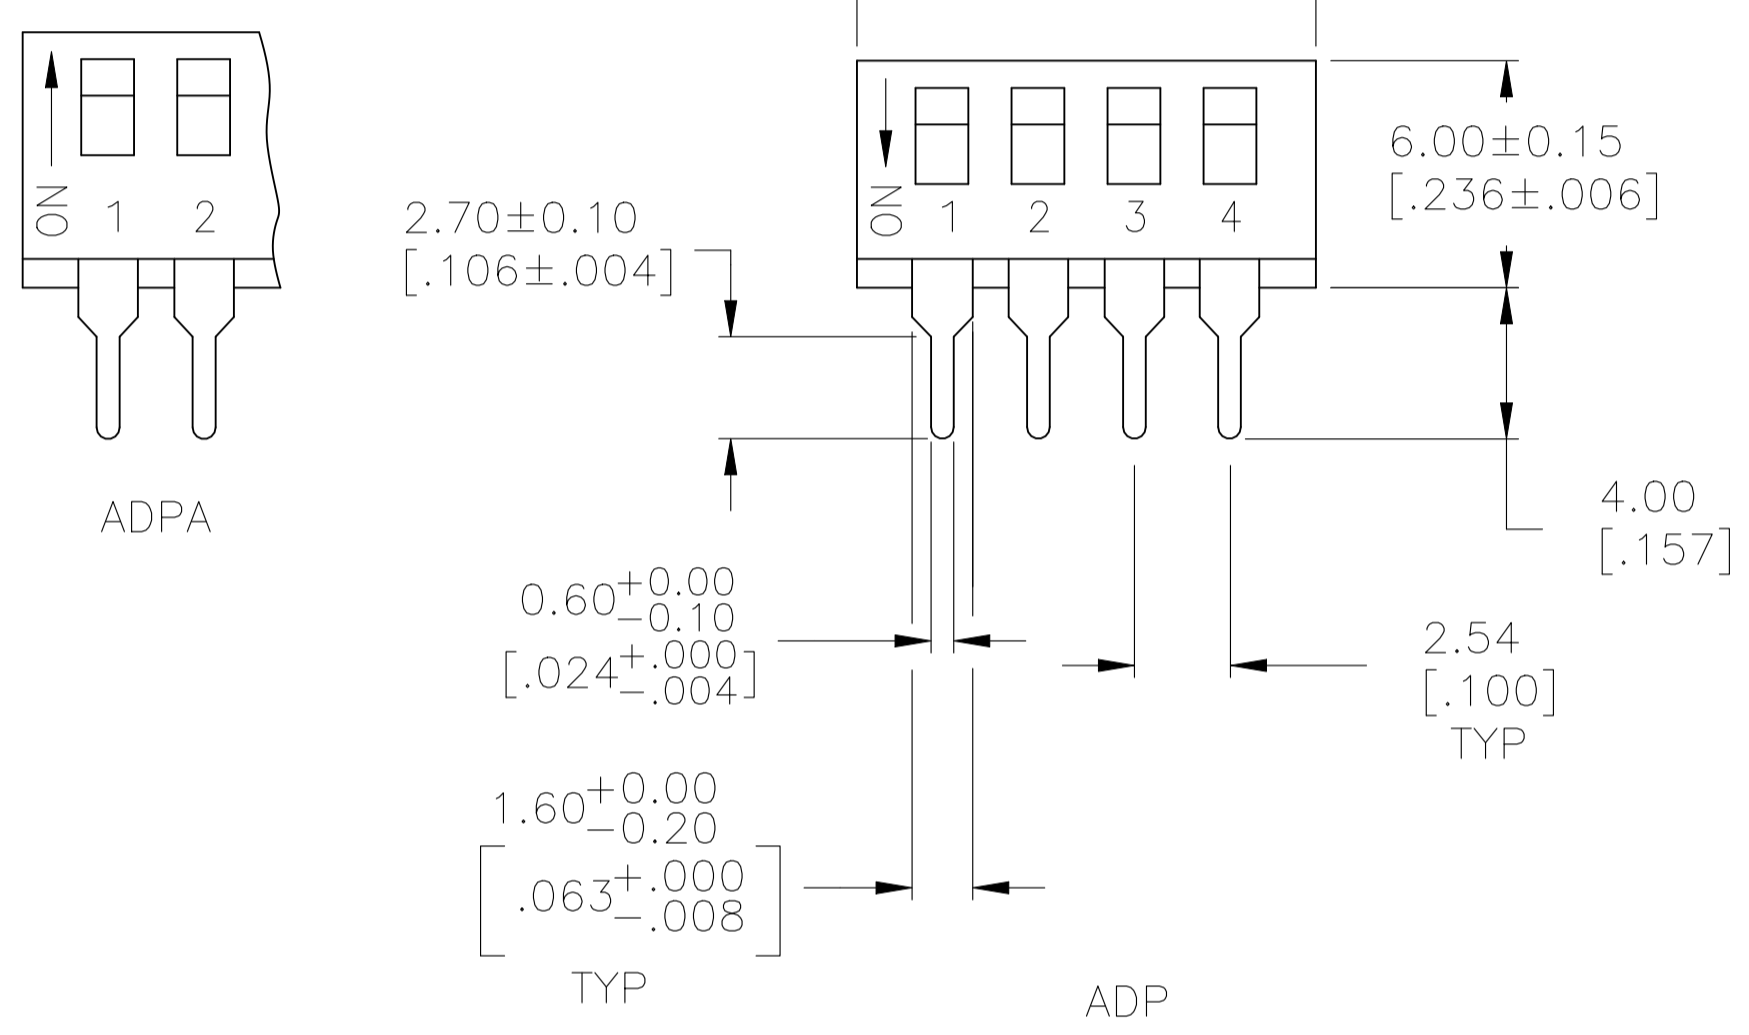 ON
1 2
ADPA
ON
1 2 3 4
6.00±0.15
[.236±.006]
2.70±0.10
[.106±.004]
4.00
[.157]
0.60+0.00
-0.10
[.024+.000
-.004]
2.54
[.100]
TYP
1.60+0.00
-0.20
[.063+.000
-.008]
TYP
ADP